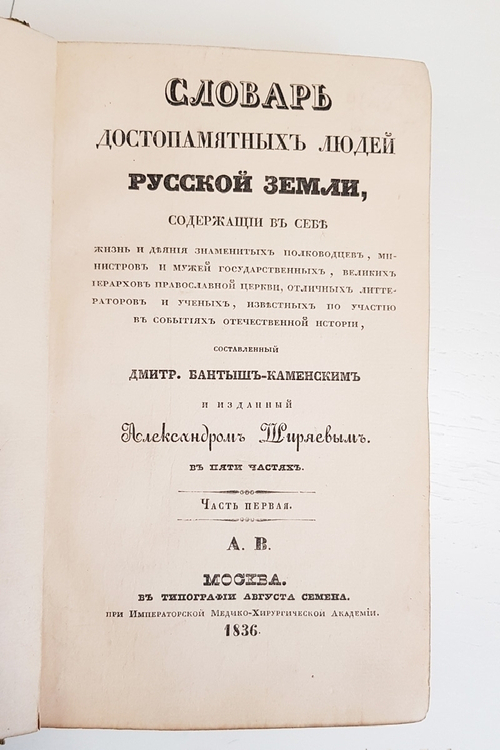 СЛОВАРЬ
ДОСТОПАМЯТНЫХЪ ЛЮДЕЙ
РУССКОЙ ЗЕМЛИ,
СОДЕРЖАЩІИ ВЪ СЕБѢ
ЖИЗНЬ И ДѢЯНІЯ ЗНАМЕНИТЫХЪ ПОЛКОВОДЦЕВЪ, МИ-
НИСТРОВЪ И МУЖЕЙ ГОСУДАРСТВЕННЫХЪ, ВЕЛИКИХЪ
ІЕРАРХОВЪ ПРАВОСЛАВНОЙ ЦЕРКВИ, ОТЛИЧНЫХЪ ЛИТТЕ-
РАТОРОВЪ И УЧЕНЫХЪ, ИЗВѢСТНЫХЪ ПО УЧАСТІЮ
ВЪ СОБЫТІЯХЪ ОТЕЧЕСТВЕННОЙ ИСТОРІИ,
СОСТАВЛЕННЫЙ
ДМИТР. БАНТЫШЪ-КАМЕНСКИМЪ
И ИЗДАННЫЙ
Александромъ Ширяевымъ.
ВЪ ПЯТИ ЧАСТЯХЪ.
ЧАСТЬ ПЕРВАЯ.
А. В.
МОСКВА.
ВЪ ТИПОГРАФІИ АВГУСТА СЕМЕНА.
ПРИ ИМПЕРАТОРСКОЙ МЕДИКО-ХИРУРГИЧЕСКОЙ АКАДЕМІИ.
1836.